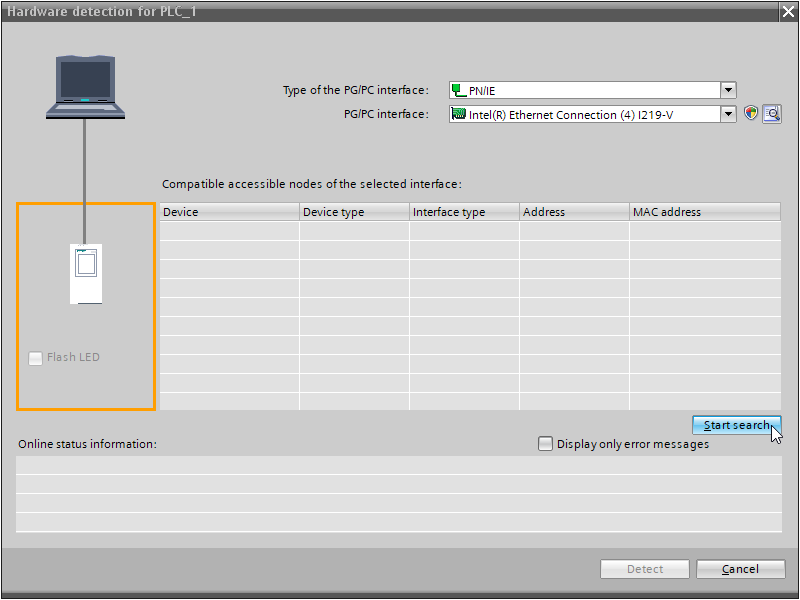 Hardware detection for PLC_1
Type of the PG/PC interface: PN/IE
PG/PC interface: Intel(R) Ethernet Connection (4) I219-V
Compatible accessible nodes of the selected interface:
Device Device type Interface type Address MAC address
Flash LED
Start search
Online status information: Display only error messages
Detect Cancel